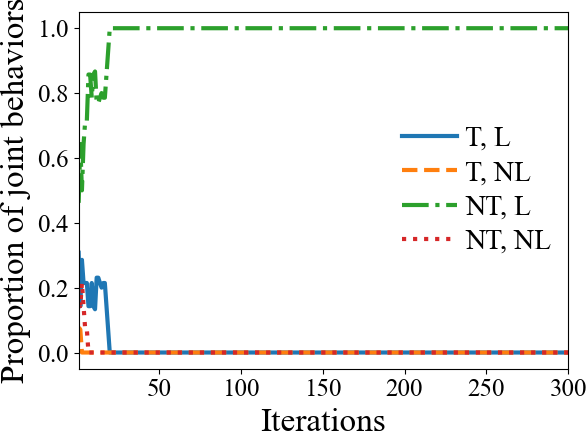 Proportion of joint behaviors
1.0
0.8
0.6
0.4
0.2
0.0
T, L
T, NL
NT, L
NT, NL
50 100 150 200 250 300
Iterations